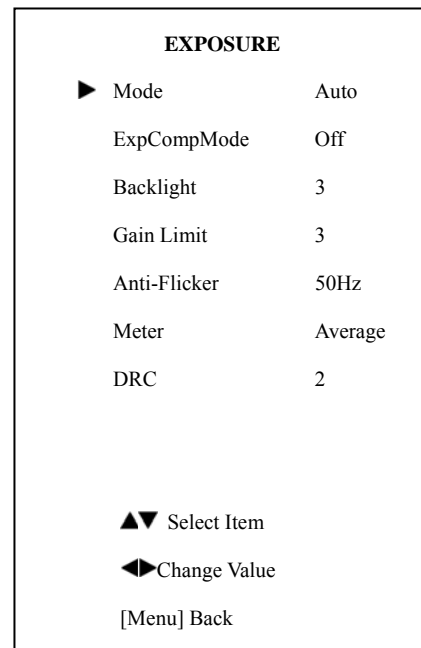 EXPOSURE
▶ Mode Auto
ExpCompMode Off
Backlight 3
Gain Limit 3
Anti-Flicker 50Hz
Meter Average
DRC 2
▲▼ Select Item
◀▶Change Value
[Menu] Back